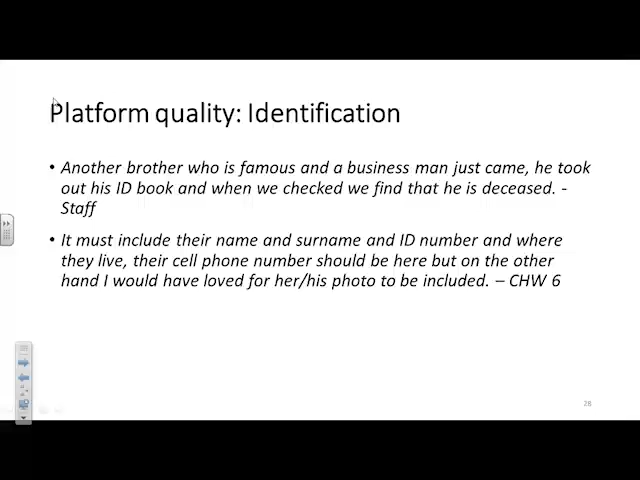 Platform quality: Identification
• Another brother who is famous and a business man just came, he took
out his ID book and when we checked we find that he is deceased. -
Staff
• It must include their name and surname and ID number and where
they live, their cell phone number should be here but on the other
hand I would have loved for her/his photo to be included. – CHW 6
28